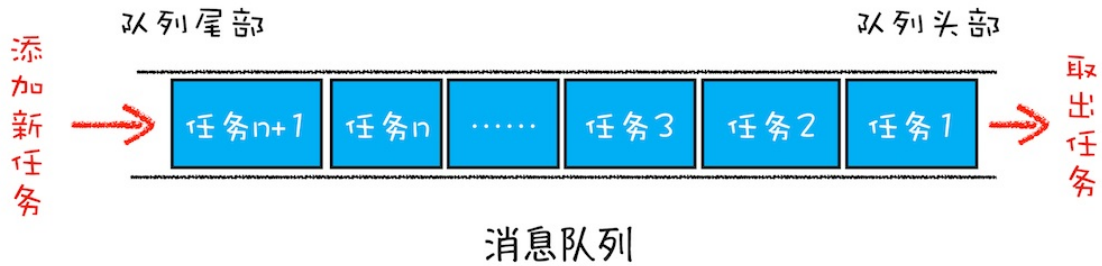 队列尾部
队列头部
添加新任务
任务n+1
任务n
......
任务3
任务2
任务1
取出任务
消息队列